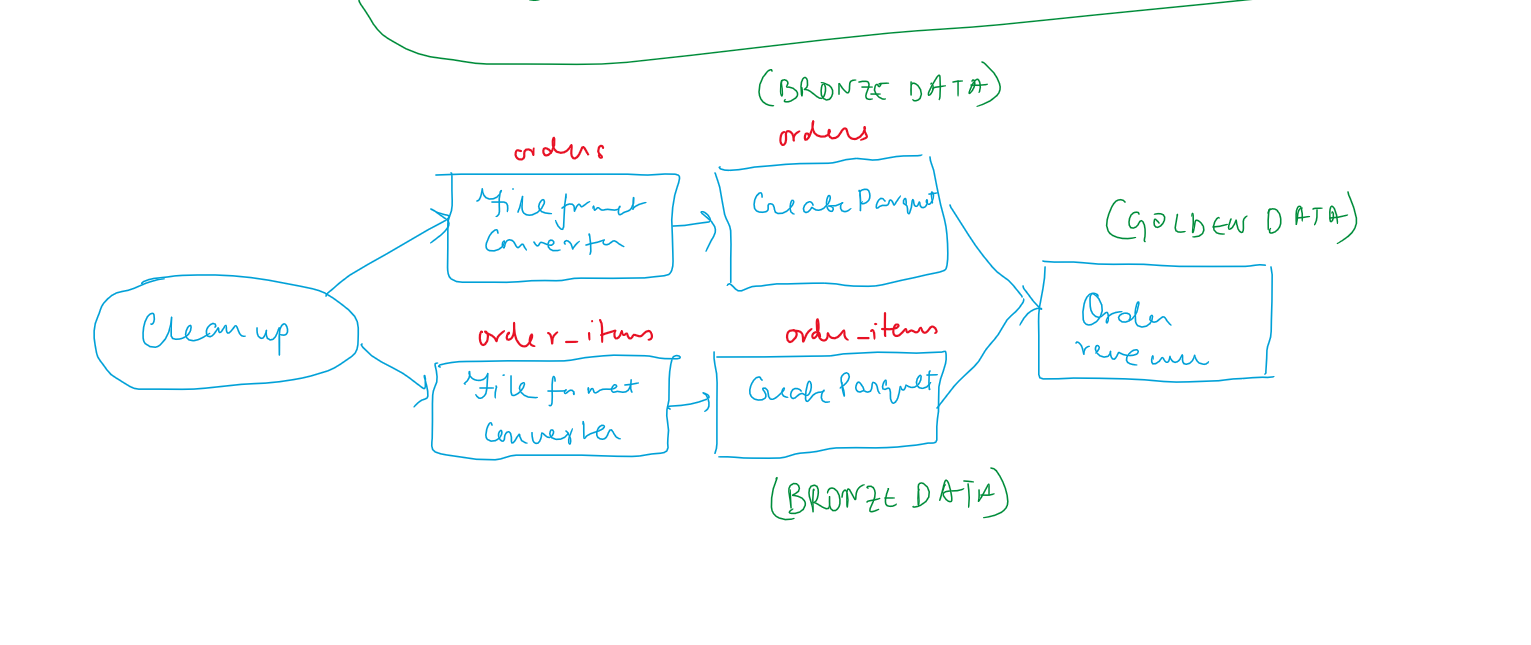 (BRONZE DATA)
orders
orders
File format
Converter
Create Parquet
(GOLDEN DATA)
Clean up
order_items
order_items
File format
Converter
Create Parquet
Order
revenue
(BRONZE DATA)